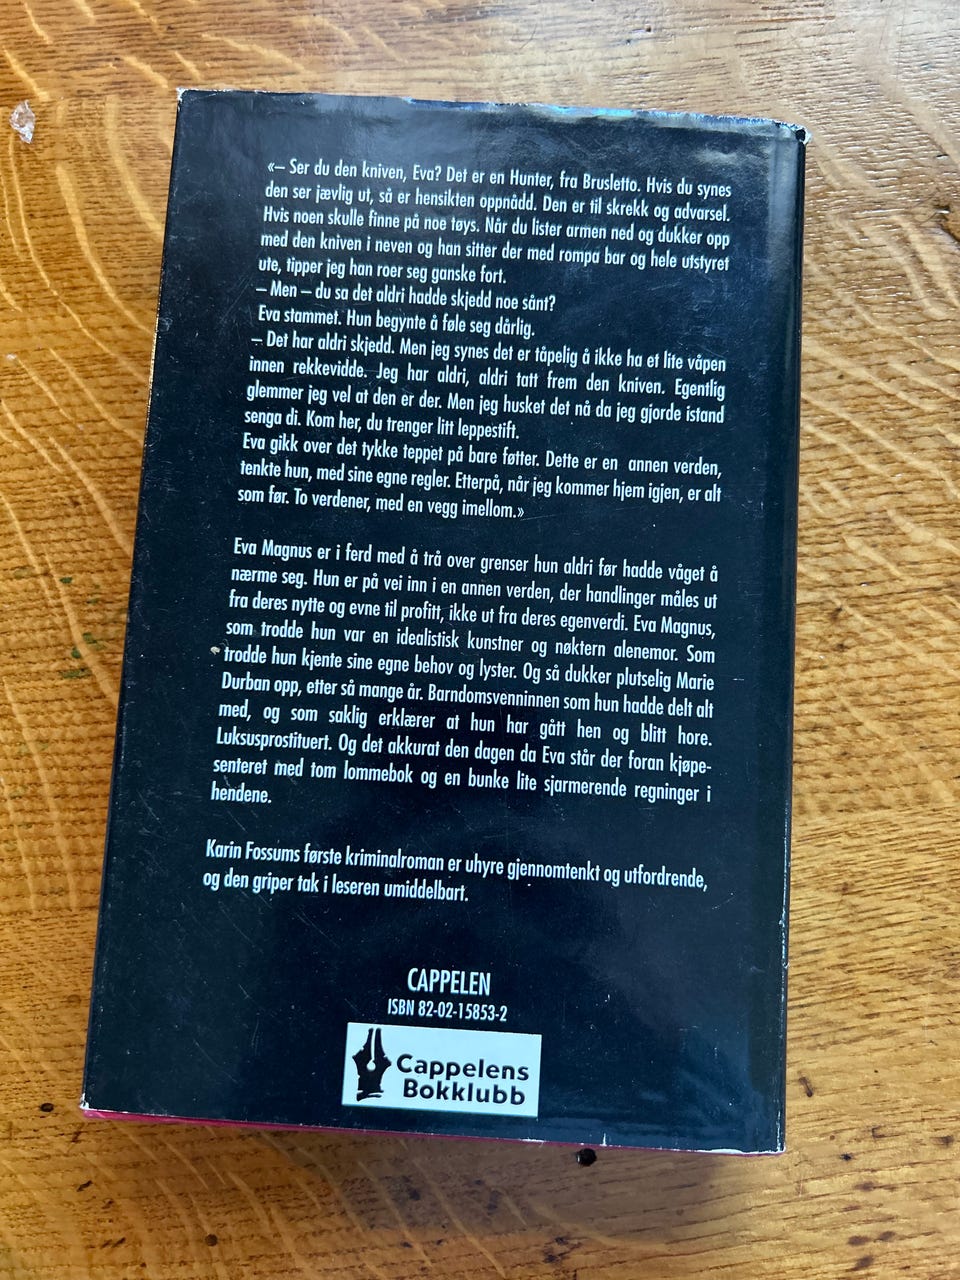 «– Ser du den kniven, Eva? Det er en Hunter, fra Brusletto. Hvis du synes
den ser jævlig ut, så er hensikten oppnådd. Den er til skrekk og advarsel.
Hvis noen skulle finne på noe tøys. Når du lister armen ned og dukker opp
med den kniven i neven og han sitter der med rompa bar og hele utstyret
ute, tipper jeg han roer seg ganske fort.
– Men – du sa det aldri hadde skjedd noe sånt?
Eva stammet. Hun begynte å føle seg dårlig.
– Det har aldri skjedd. Men jeg synes det er tåpelig å ikke ha et lite våpen
innen rekkevidde. Jeg har aldri, aldri tatt frem den kniven. Egentlig
glemmer jeg vel at den er der. Men jeg husket det nå da jeg gjorde istand
senga di. Kom her, du trenger litt leppestift.
Eva gikk over det tykke teppet på bare føtter. Dette er en annen verden,
tenkte hun, med sine egne regler. Etterpå, når jeg kommer hjem igjen, er alt
som før. To verdener, med en vegg imellom.»
Eva Magnus er i ferd med å trå over grenser hun aldri før hadde våget å
nærme seg. Hun er på vei inn i en annen verden, der handlinger måles ut
fra deres nytte og evne til profitt, ikke ut fra deres egenverdi. Eva Magnus,
som trodde hun var en idealistisk kunstner og nøktern alenemor. Som
trodde hun kjente sine egne behov og lyster. Og så dukker plutselig Marie
Durban opp, etter så mange år. Barndomsvenninnen som hun hadde delt alt
med, og som saklig erklærer at hun har gått hen og blitt hore.
Luksusprostituert. Og det akkurat den dagen da Eva står der foran kjøpe-
senteret med tom lommebok og en bunke lite sjarmerende regninger i
hendene.
Karin Fossums første kriminalroman er uhyre gjennomtenkt og utfordrende,
og den griper tak i leseren umiddelbart.
CAPPELEN
ISBN 82-02-15853-2
Cappelens
Bokklubb